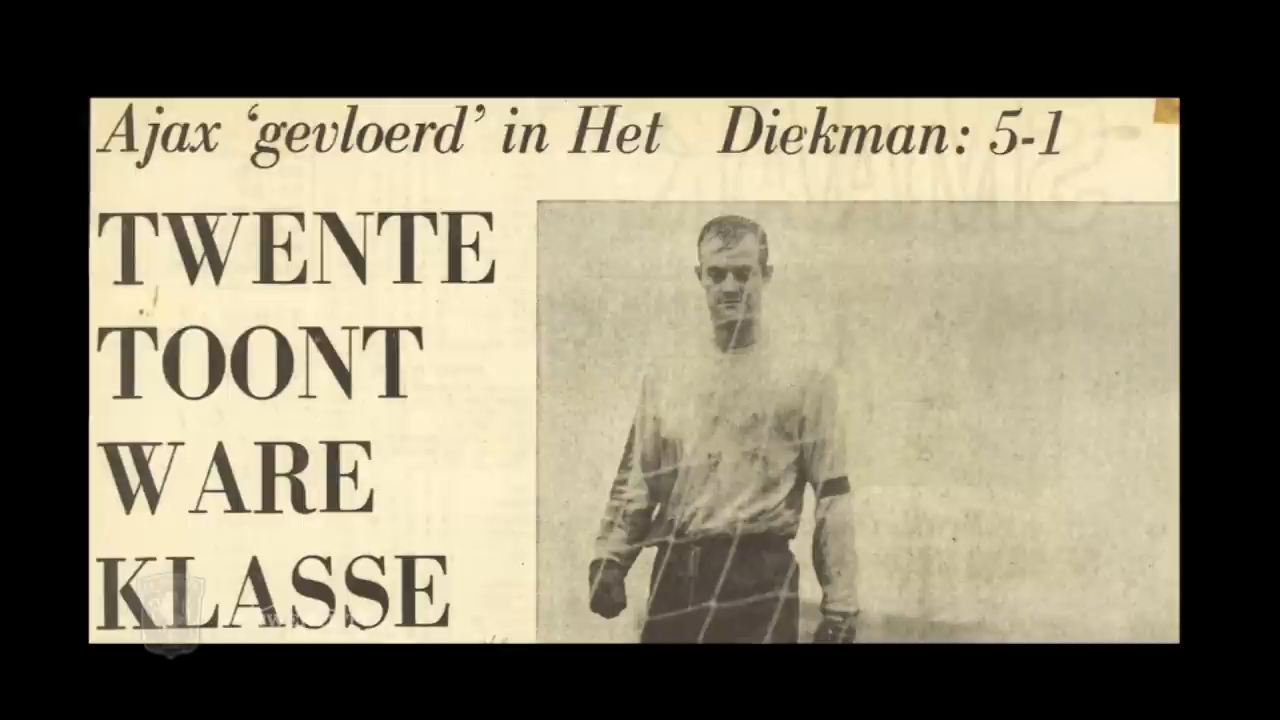 Ajax ‘gevloerd’ in Het Diekman: 5-1
TWENTE
TOONT
WARE
KLASSE